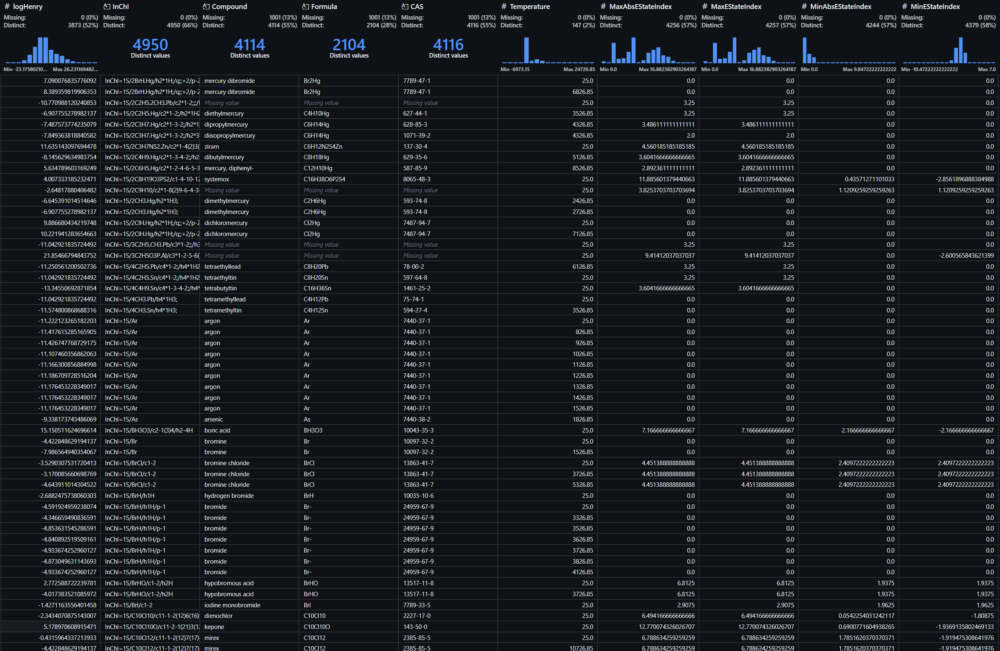 # logHenry InChI Compound Formula CAS # Temperature # MaxAbsEStateIndex # MaxEStateIndex # MinAbsEStateIndex # MinEStateIndex
Missing: 0 (0%) Missing: 0 (0%) Missing: 1001 (13%) Missing: 1001 (13%) Missing: 1001 (13%) Missing: 0 (0%) Missing: 0 (0%) Missing: 0 (0%) Missing: 0 (0%) Missing: 0 (0%)
Distinct: 3873 (52%) Distinct: 4950 (66%) Distinct: 4114 (55%) Distinct: 2104 (28%) Distinct: 4116 (55%) Distinct: 147 (2%) Distinct: 4256 (57%) Distinct: 4257 (57%) Distinct: 4244 (57%) Distinct: 4379 (58%)
4950 4114 2104 4116
Distinct values Distinct values Distinct values Distinct values
Min -23.17580210... Max 26.231169482... Min -6973.15 Max 24726.85 Min 0.0 Max 16.882382903264187 Min 0.0 Max 16.882382903264187 Min 0.0 Max 9.84722222222222 Min -10.47222222222222 Max 7.0
7.090076835776092 InChI=1S/2BrH.Hg/h2*1H;/q;;+2/p-2 mercury dibromide Br2Hg 7789-47-1 25.0 0.0 0.0 0.0 0.0
8.389359819906353 InChI=1S/2BrH.Hg/h2*1H;/q;;+2/p-2 mercury dibromide Br2Hg 7789-47-1 6826.85 0.0 0.0 0.0 0.0
-10.770988120240853 InChI=1S/2C2H5.2CH3.Pb/c2*1-2;;;/ Missing value Missing value Missing value 25.0 3.25 3.25 0.0 0.0
-6.907755278982137 InChI=1S/2C2H5.Hg/c2*1-2;/h2*1H2 diethylmercury C4H10Hg 627-44-1 3526.85 3.25 3.25 0.0 0.0
-7.487573774235079 InChI=1S/2C3H7.Hg/c2*1-3-2;/h2*1, dipropylmercury C6H14Hg 628-85-3 4326.85 3.486111111111111 3.486111111111111 0.0 0.0
-7.849363818840582 InChI=1S/2C3H7.Hg/c2*1-3-2;/h2*3 diisopropylmercury C6H14Hg 1071-39-2 4326.85 2.0 2.0 0.0 0.0
11.635143097694478 InChI=1S/2C3H7NS2.Zn/c2*1-4(2)3( ziram C6H12N2S4Zn 137-30-4 25.0 4.560185185185185 4.560185185185185 0.0 0.0
-8.145629634983754 InChI=1S/2C4H9.Hg/c2*1-3-4-2;/h2 dibutylmercury C8H18Hg 629-35-6 5126.85 3.6041666666666665 3.6041666666666665 0.0 0.0
5.634789603169249 InChI=1S/2C6H5.Hg/c2*1-2-4-6-5-3 mercury, diphenyl- C12H10Hg 587-85-9 8526.85 2.892361111111111 2.892361111111111 0.0 0.0
4.007333185232471 InChI=1S/2C8H19O3PS2/c1-4-10-12 systemox C16H38O6P2S4 8065-48-3 25.0 11.885601379440663 11.885601379440663 0.43571271101033 -2.8561896888384988
-2.64817880406482 InChI=1S/2C9H10/c2*1-8(2)9-6-4-3- Missing value Missing value Missing value 25.0 3.8253703703703694 3.8253703703703694 1.1209259259259263 1.1209259259259263
-6.645391014514646 InChI=1S/2CH3.Hg/h2*1H3; dimethylmercury C2H6Hg 593-74-8 2426.85 0.0 0.0 0.0 0.0
-6.907755278982137 InChI=1S/2CH3.Hg/h2*1H3; dimethylmercury C2H6Hg 593-74-8 2726.85 0.0 0.0 0.0 0.0
9.886680434219748 InChI=1S/2ClH.Hg/h2*1H;/q;;+2/p-2 dichloromercury Cl2Hg 7487-94-7 25.0 0.0 0.0 0.0 0.0
10.221941283654663 InChI=1S/2ClH.Hg/h2*1H;/q;;+2/p-2 dichloromercury Cl2Hg 7487-94-7 7126.85 0.0 0.0 0.0 0.0
-11.042921835724492 InChI=1S/3C2H5.CH3.Pb/c3*1-2;;/h3 Missing value Missing value Missing value 25.0 3.25 3.25 0.0 0.0
21.85466794843752 InChI=1S/3C2H5O3P.Al/c3*1-2-5-6( Missing value Missing value Missing value 25.0 9.41412037037037 9.41412037037037 0.0 -2.600565843621399
-11.250561200502736 InChI=1S/4C2H5.Pb/c4*1-2;/h4*1H2 tetraethyllead C8H20Pb 78-00-2 6126.85 3.25 3.25 0.0 0.0
-11.042921835724492 InChI=1S/4C2H5.Sn/c4*1-2;/h4*1H2 tetraethyltin C8H20Sn 597-64-8 25.0 3.25 3.25 0.0 0.0
-13.34550692871854 InChI=1S/4C4H9.Sn/c4*1-3-4-2;/h4* tetrabutyltin C16H36Sn 1461-25-2 25.0 3.6041666666666665 3.6041666666666665 0.0 0.0
-11.042921835724492 InChI=1S/4CH3.Pb/h4*1H3; tetramethyllead C4H12Pb 75-74-1 25.0 0.0 0.0 0.0 0.0
-11.574800868688316 InChI=1S/4CH3.Sn/h4*1H3; tetramethyltin C4H12Sn 594-27-4 3526.85 0.0 0.0 0.0 0.0
-11.222123265182203 InChI=1S/Ar argon Ar 7440-37-1 25.0 0.0 0.0 0.0 0.0
-11.417615285165905 InChI=1S/Ar argon Ar 7440-37-1 826.85 0.0 0.0 0.0 0.0
-11.426747768729175 InChI=1S/Ar argon Ar 7440-37-1 926.85 0.0 0.0 0.0 0.0
-11.107460356862063 InChI=1S/Ar argon Ar 7440-37-1 1026.85 0.0 0.0 0.0 0.0
-11.166300856884998 InChI=1S/Ar argon Ar 7440-37-1 1126.85 0.0 0.0 0.0 0.0
-11.186709728516204 InChI=1S/Ar argon Ar 7440-37-1 1226.85 0.0 0.0 0.0 0.0
-11.176453228349017 InChI=1S/Ar argon Ar 7440-37-1 1326.85 0.0 0.0 0.0 0.0
-11.176453228349017 InChI=1S/Ar argon Ar 7440-37-1 1426.85 0.0 0.0 0.0 0.0
-11.176453228349017 InChI=1S/Ar argon Ar 7440-37-1 1526.85 0.0 0.0 0.0 0.0
-9.338173743486069 InChI=1S/As arsenic As 7440-38-2 1826.85 0.0 0.0 0.0 0.0
15.150511624696614 InChI=1S/BH3O3/c2-1(3)4/h2-4H boric acid BH3O3 10043-35-3 25.0 7.166666666666667 7.166666666666667 2.166666666666667 -2.166666666666667
-4.422848629194137 InChI=1S/Br bromine Br 10097-32-2 25.0 0.0 0.0 0.0 0.0
-7.986564940354067 InChI=1S/Br bromine Br 10097-32-2 1526.85 0.0 0.0 0.0 0.0
-3.5290307531720413 InChI=1S/BrCl/c1-2 bromine chloride BrCl 13863-41-7 25.0 4.451388888888888 4.451388888888888 2.4097222222222223 2.4097222222222223
-3.170085660698769 InChI=1S/BrCl/c1-2 bromine chloride BrCl 13863-41-7 3726.85 4.451388888888888 4.451388888888888 2.4097222222222223 2.4097222222222223
-4.643911014304522 InChI=1S/BrCl/c1-2 bromine chloride BrCl 13863-41-7 5326.85 4.451388888888888 4.451388888888888 2.4097222222222223 2.4097222222222223
-2.6882475738060303 InChI=1S/BrH/h1H hydrogen bromide BrH 10035-10-6 25.0 0.0 0.0 0.0 0.0
-4.591924959238074 InChI=1S/BrH/h1H/p-1 bromide Br- 24959-67-9 25.0 0.0 0.0 0.0 0.0
-4.346659490836591 InChI=1S/BrH/h1H/p-1 bromide Br- 24959-67-9 3326.85 0.0 0.0 0.0 0.0
-4.853631545286591 InChI=1S/BrH/h1H/p-1 bromide Br- 24959-67-9 3526.85 0.0 0.0 0.0 0.0
-4.840892519509161 InChI=1S/BrH/h1H/p-1 bromide Br- 24959-67-9 3626.85 0.0 0.0 0.0 0.0
-4.933674252960127 InChI=1S/BrH/h1H/p-1 bromide Br- 24959-67-9 3726.85 0.0 0.0 0.0 0.0
-4.873049631143693 InChI=1S/BrH/h1H/p-1 bromide Br- 24959-67-9 3826.85 0.0 0.0 0.0 0.0
-4.933674252960127 InChI=1S/BrH/h1H/p-1 bromide Br- 24959-67-9 4126.85 0.0 0.0 0.0 0.0
2.772588722239781 InChI=1S/BrHO/c1-2/h2H hypobromous acid BrHO 13517-11-8 25.0 6.8125 6.8125 1.9375 1.9375
-4.017383521085972 InChI=1S/BrHO/c1-2/h2H hypobromous acid BrHO 13517-11-8 3726.85 6.8125 6.8125 1.9375 1.9375
-1.4271163556401458 InChI=1S/BrI/c1-2 iodine monobromide BrI 7789-33-5 25.0 2.9075 2.9075 1.9625 1.9625
-2.3434070875143007 InChI=1S/C10Cl10/c11-1-2(12)6(16) dienochlor C10Cl10 2227-17-0 25.0 6.494166666666666 6.494166666666666 0.0542254031242117 -1.80875
5.178970608915471 InChI=1S/C10Cl10O/c11-2-1(21)3(1 kepone C10Cl10O 143-50-0 25.0 12.770074326026707 12.770074326026707 0.6900771604938265 -1.9369135802469133
-0.4315964337213933 InChI=1S/C10Cl12/c11-1-2(12)7(17) mirex C10Cl12 2385-85-5 25.0 6.788634259259259 6.788634259259259 1.7851620370370371 -1.919475308641976
-4.422848629194137 InChI=1S/C10Cl12/c11-1-2(12)7(17) mirex C10Cl12 2385-85-5 10726.85 6.788634259259259 6.788634259259259 1.7851620370370371 -1.919475308641976